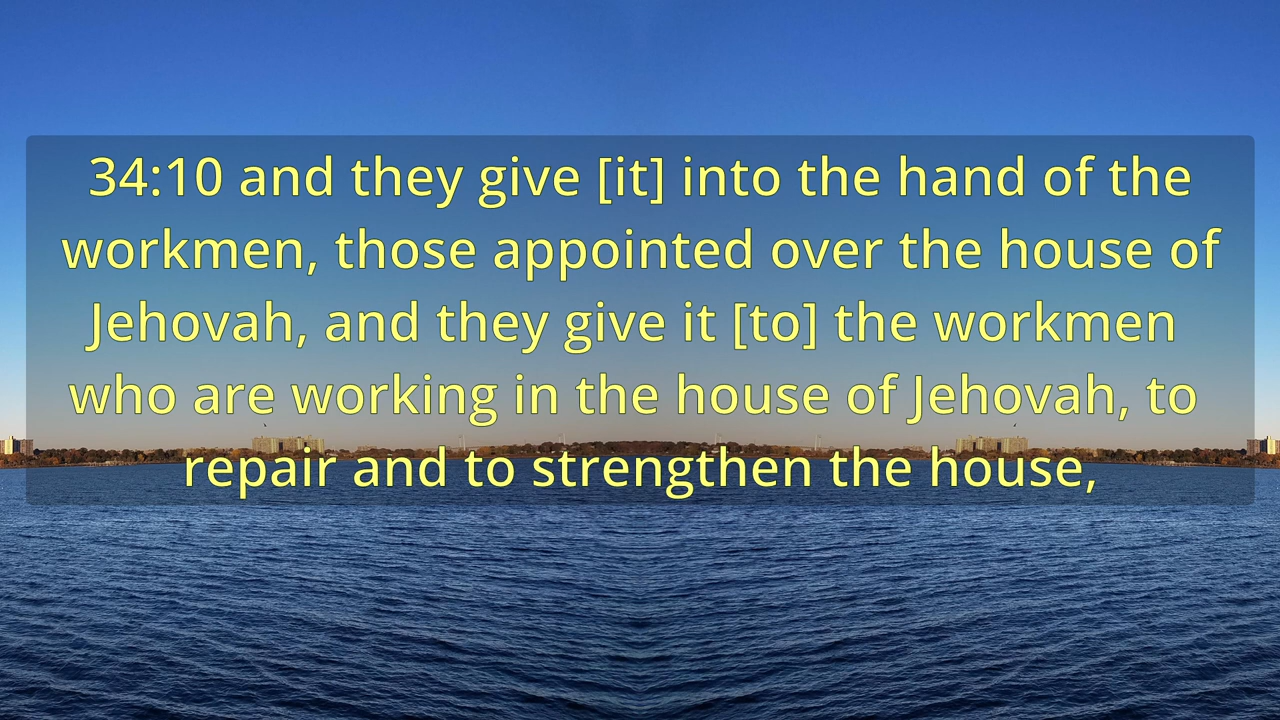 34:10 and they give [it] into the hand of the
workmen, those appointed over the house of
Jehovah, and they give it [to] the workmen
who are working in the house of Jehovah, to
repair and to strengthen the house,